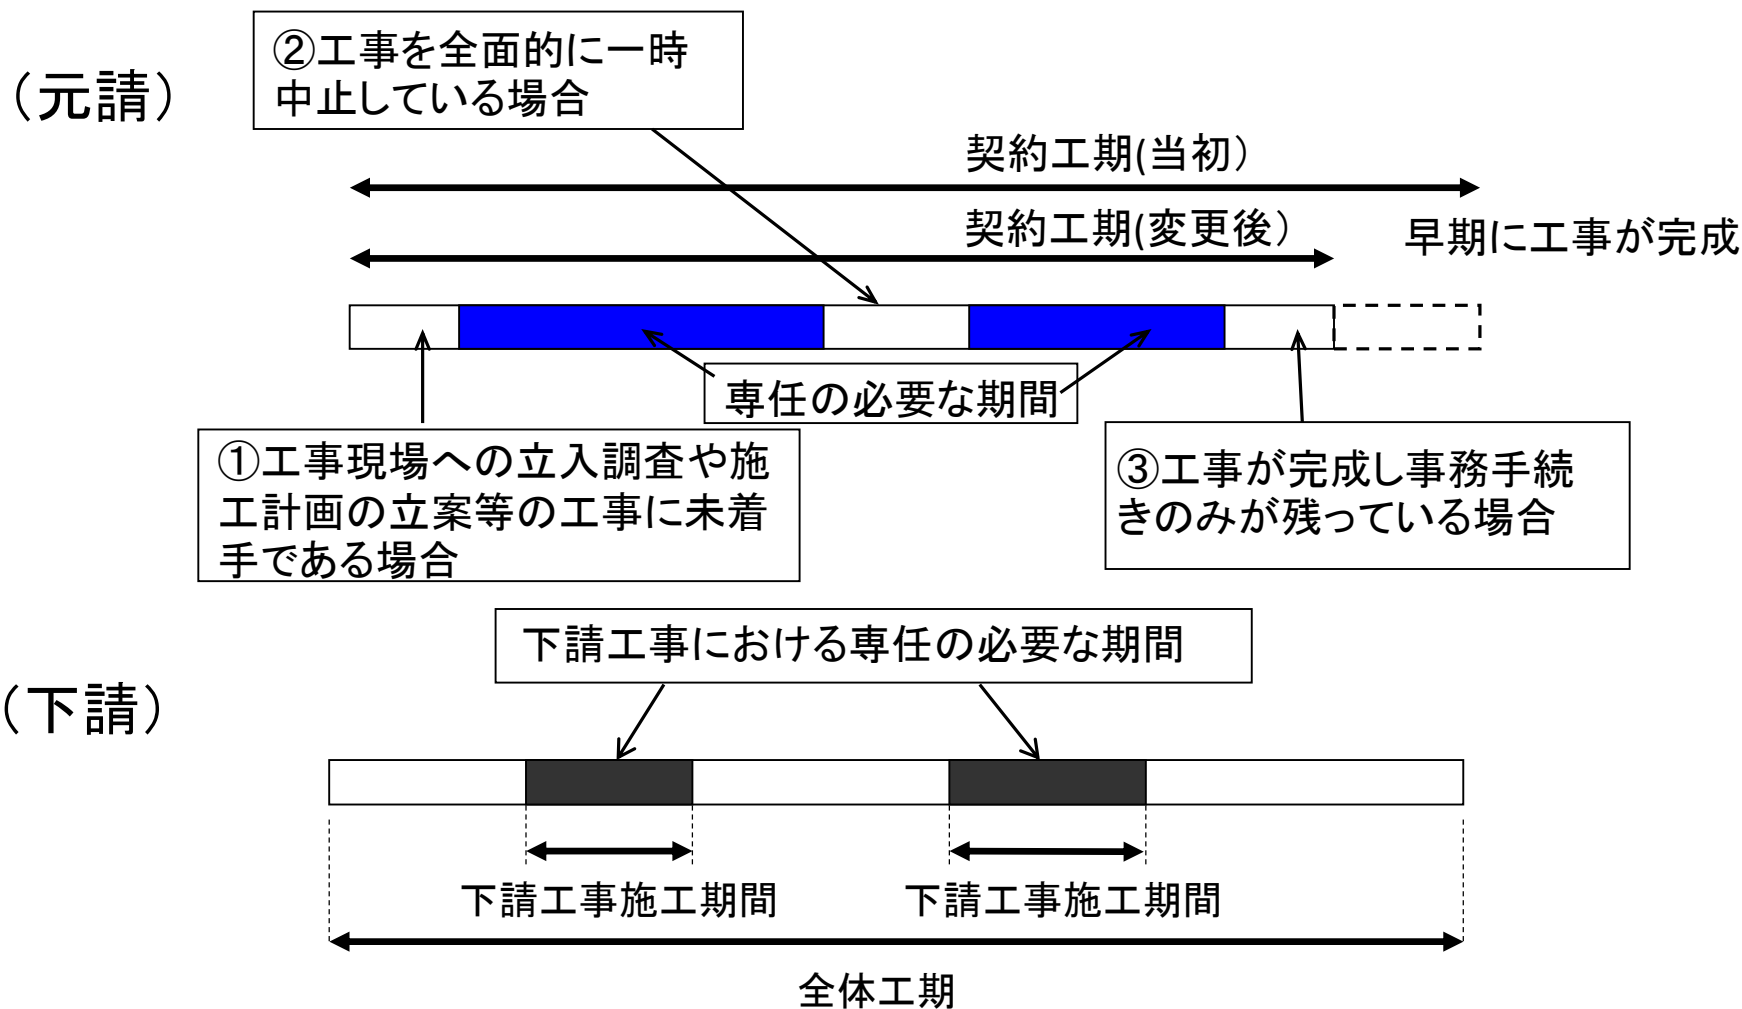 ②工事を全面的に一時
中止している場合
（元請）
契約工期(当初）
契約工期(変更後）
早期に工事が完成
専任の必要な期間
①工事現場への立入調査や施
工計画の立案等の工事に未着
手である場合
③工事が完成し事務手続
きのみが残っている場合
下請工事における専任の必要な期間
（下請）
下請工事施工期間
下請工事施工期間
全体工期